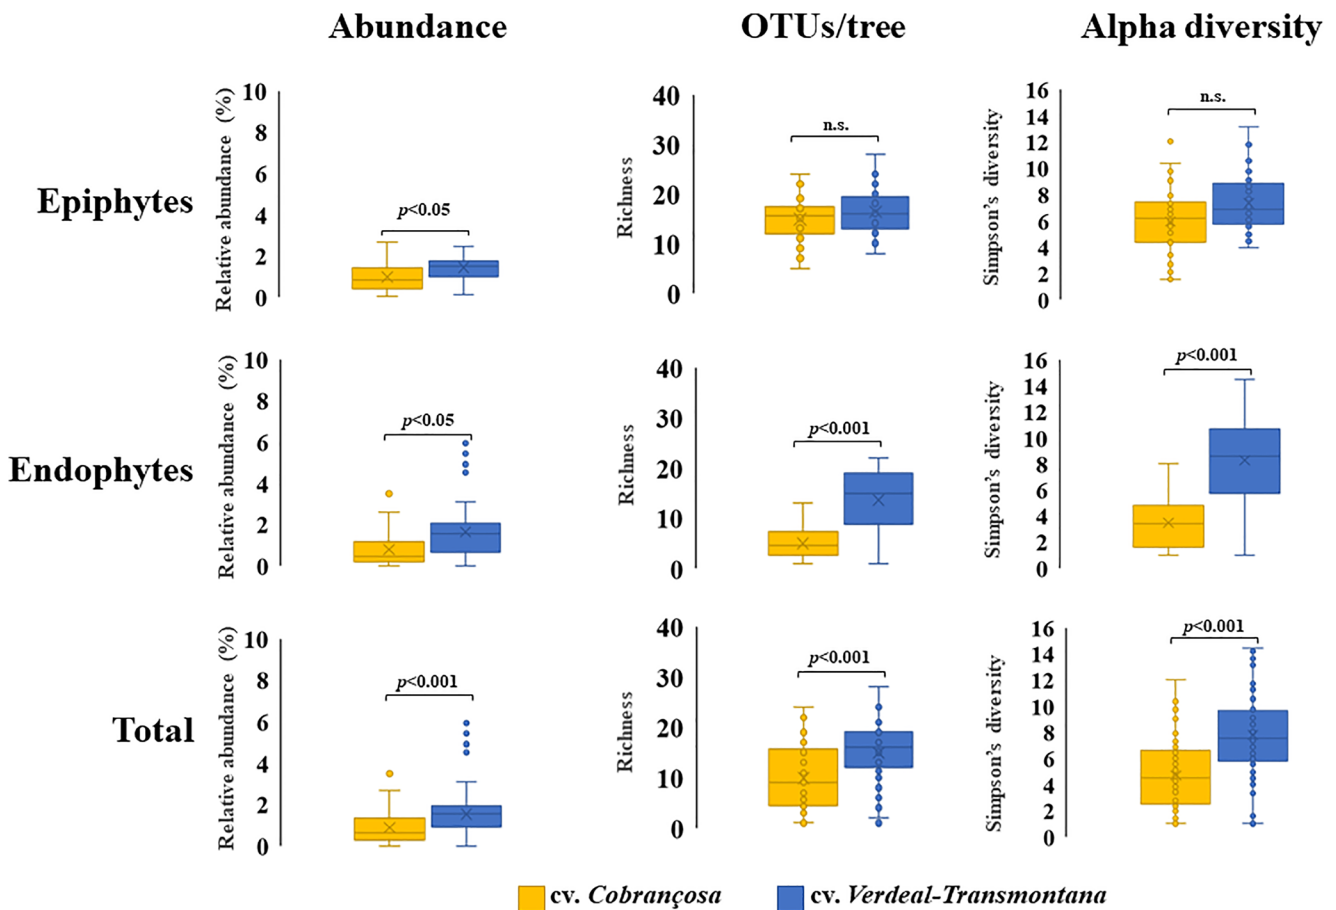 Abundance OTUs/tree Alpha diversity
Epiphytes
Relative abundance (%)
10
8
6
4
2
0
p<0.05
Richness
40
30
20
10
0
n.s.
Simpson's diversity
16
14
12
10
8
6
4
2
0
n.s.
Endophytes
Relative abundance (%)
10
8
6
4
2
0
p<0.05
Richness
40
30
20
10
0
p<0.001
Simpson's diversity
16
14
12
10
8
6
4
2
0
p<0.001
Total
Relative abundance (%)
10
8
6
4
2
0
p<0.001
Richness
40
30
20
10
0
p<0.001
Simpson's diversity
16
14
12
10
8
6
4
2
0
p<0.001
cv. Cobrançosa cv. Verdeal-Transmontana